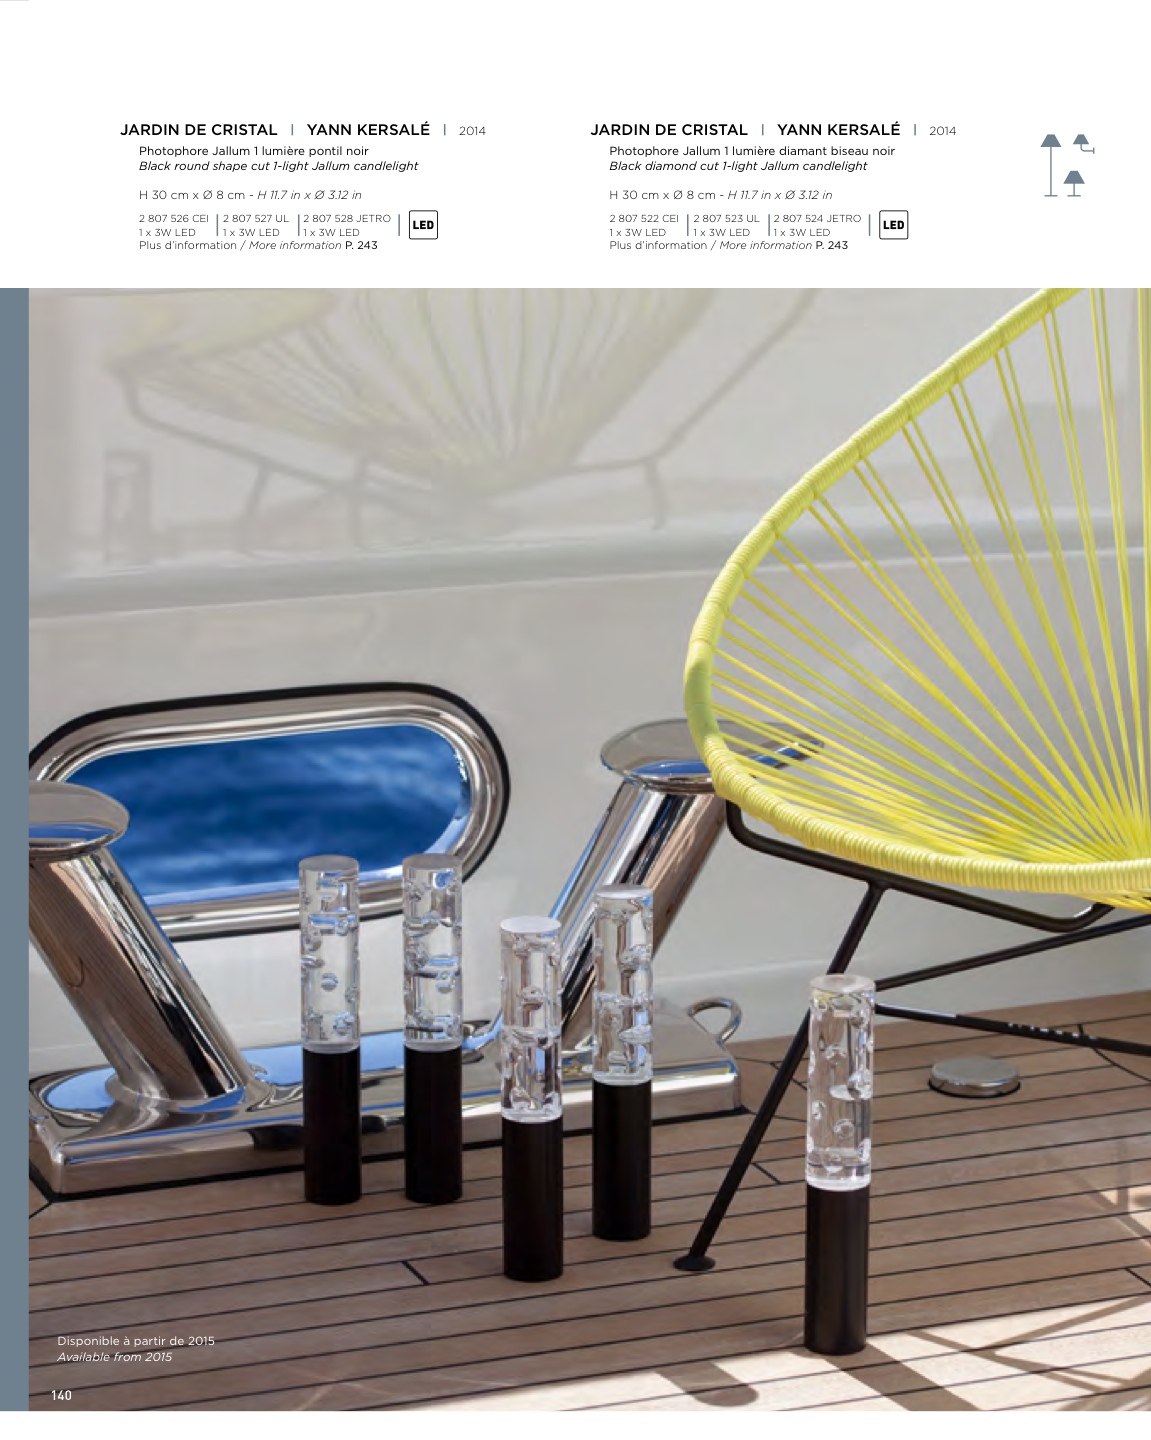 JARDIN DE CRISTAL | YANN KERSALÉ | 2014
Photophore Jallum 1 lumière pontil noir
Black round shape cut 1-light Jallum candlelight
H 30 cm x Ø 8 cm - H 11.7 in x Ø 3.12 in
2 807 526 CEI | 2 807 527 UL | 2 807 528 JETRO |
1 x 3W LED | 1 x 3W LED | 1 x 3W LED
LED
Plus d'information / More information P. 243
JARDIN DE CRISTAL | YANN KERSALÉ | 2014
Photophore Jallum 1 lumière diamant biseau noir
Black diamond cut 1-light Jallum candlelight
H 30 cm x Ø 8 cm - H 11.7 in x Ø 3.12 in
2 807 522 CEI | 2 807 523 UL | 2 807 524 JETRO |
1 x 3W LED | 1 x 3W LED | 1 x 3W LED
LED
Plus d'information / More information P. 243
Disponible à partir de 2015
Available from 2015
140